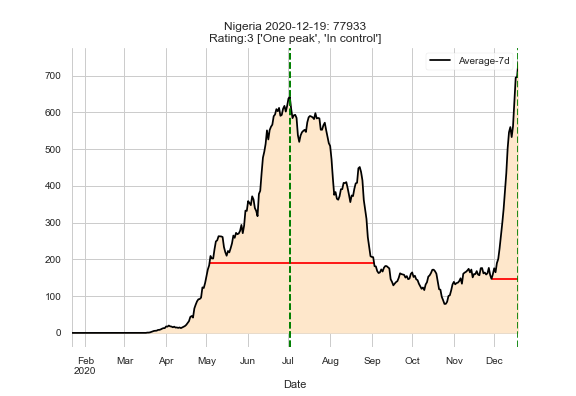 Nigeria 2020-12-19: 77933
Rating:3 ['One peak', 'In control']
Average-7d
700
600
500
400
300
200
100
0
Feb Mar Apr May Jun Jul Aug Sep Oct Nov Dec
2020
Date